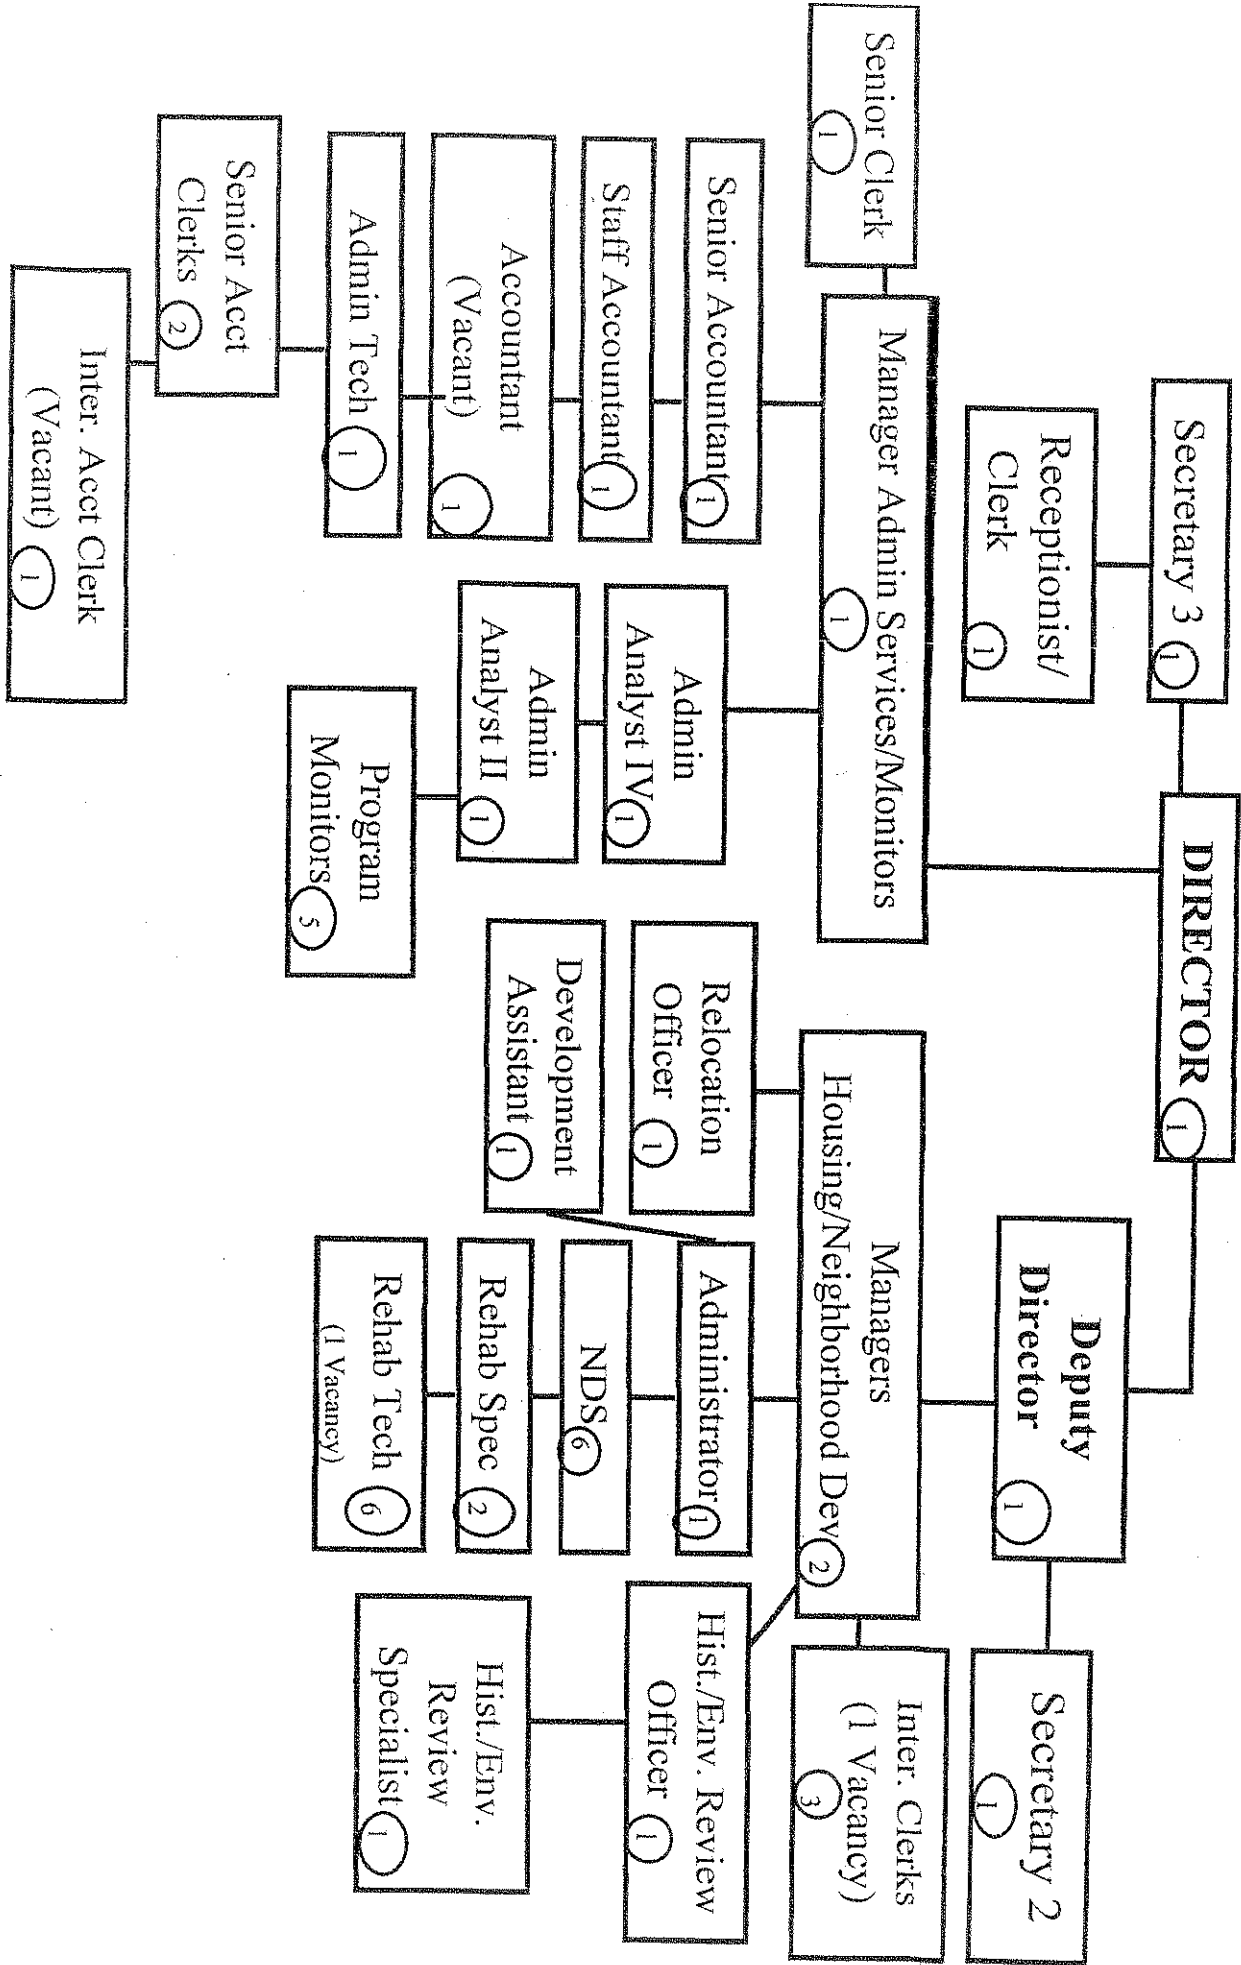 DIRECTOR
1
Secretary 3
1
Receptionist/
Clerk
1
Deputy
Director
1
Secretary 2
1
Senior Clerk
1
Manager Admin Services/Monitors
1
Senior Accountant
1
Staff Accountant
1
Accountant
(Vacant)
1
Admin Tech
1
Senior Acct
Clerks
2
Inter. Acct Clerk
(Vacant)
1
Admin
Analyst IV
1
Admin
Analyst II
1
Program
Monitors
5
Managers
Housing/Neighborhood Dev
2
Inter. Clerks
(1 Vacancy)
3
Relocation
Officer
1
Development
Assistant
1
Administrator
1
NDS
6
Rehab Spec
2
Rehab Tech
6
(1 Vacancy)
Hist./Env. Review
Officer
1
Hist./Env.
Review
Specialist
1